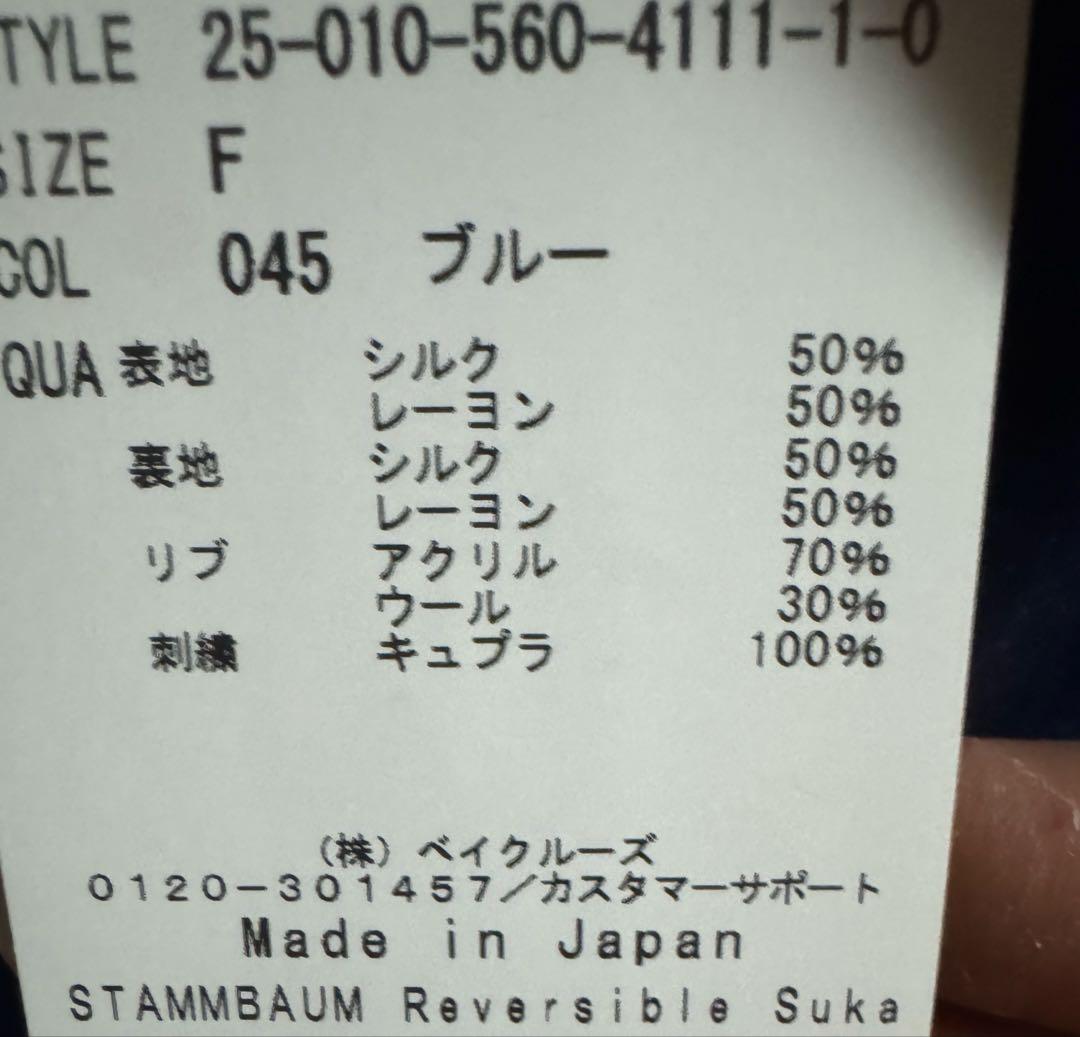 TYLE 25-010-560-4111-1-0
SIZE F
COL 045 ブルー
QUA 表地 シルク 50%
レーヨン 50%
裏地 シルク 50%
レーヨン 50%
リブ アクリル 70%
ウール 30%
刺繍 キュプラ 100%
(株) ベイクルーズ
0120-301457/カスタマーサポート
Made in Japan
STAMMBAUM Reversible Suka